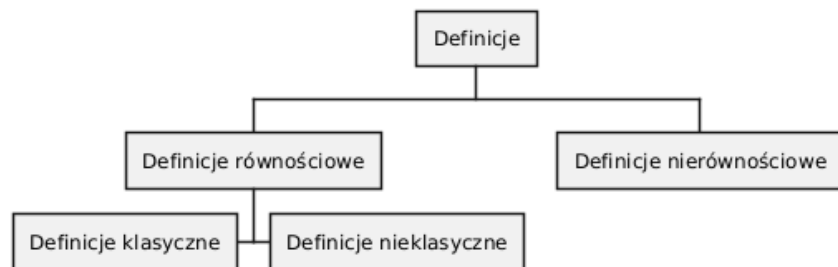 Definicje
Definicje równościowe
Definicje nierównościowe
Definicje klasyczne
Definicje nieklasyczne